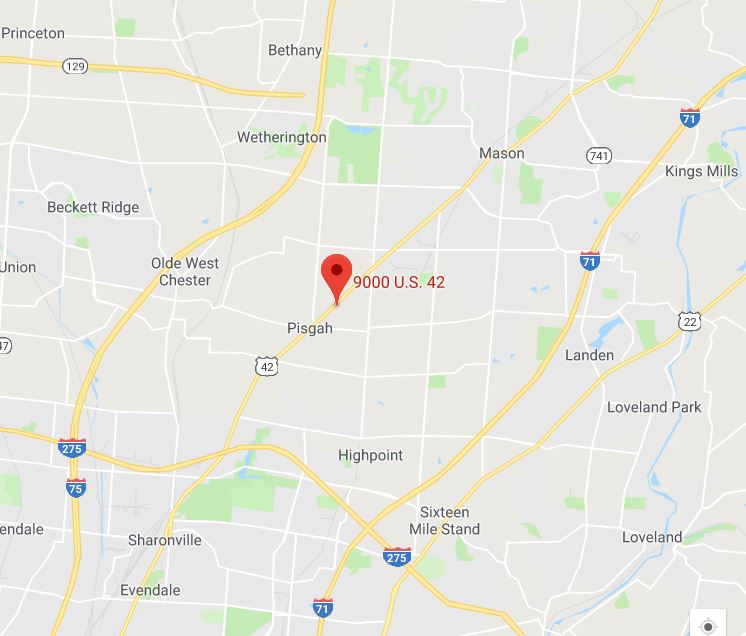 Princeton
Bethany
129
71
Wetherington
Mason
741
Kings Mills
Beckett Ridge
Olde West
Chester
Union
71
9000 U.S. 42
22
Pisgah
47
42
Landen
Loveland Park
275
75
Highpoint
Sixteen
Mile Stand
endale
Sharonville
Loveland
275
Evendale
71